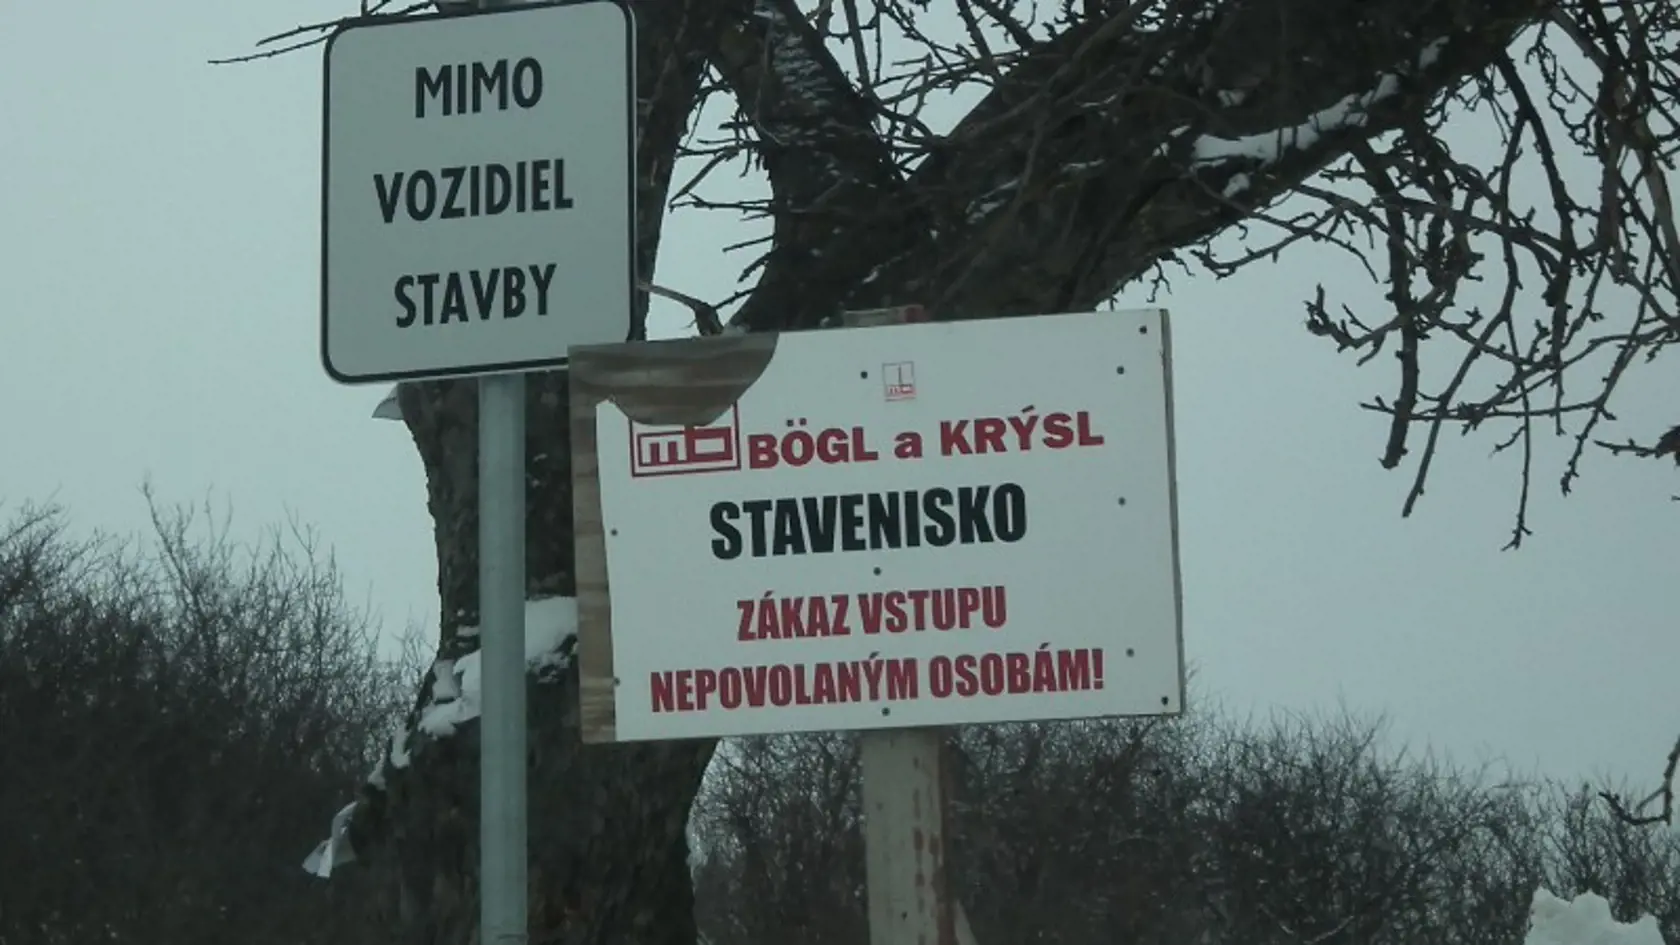 MIMO
VOZIDIEL
STAVBY
BÖGL a KRÝSL
STAVENISKO
ZÁKAZ VSTUPU
NEPOVOLANÝM OSOBÁM!